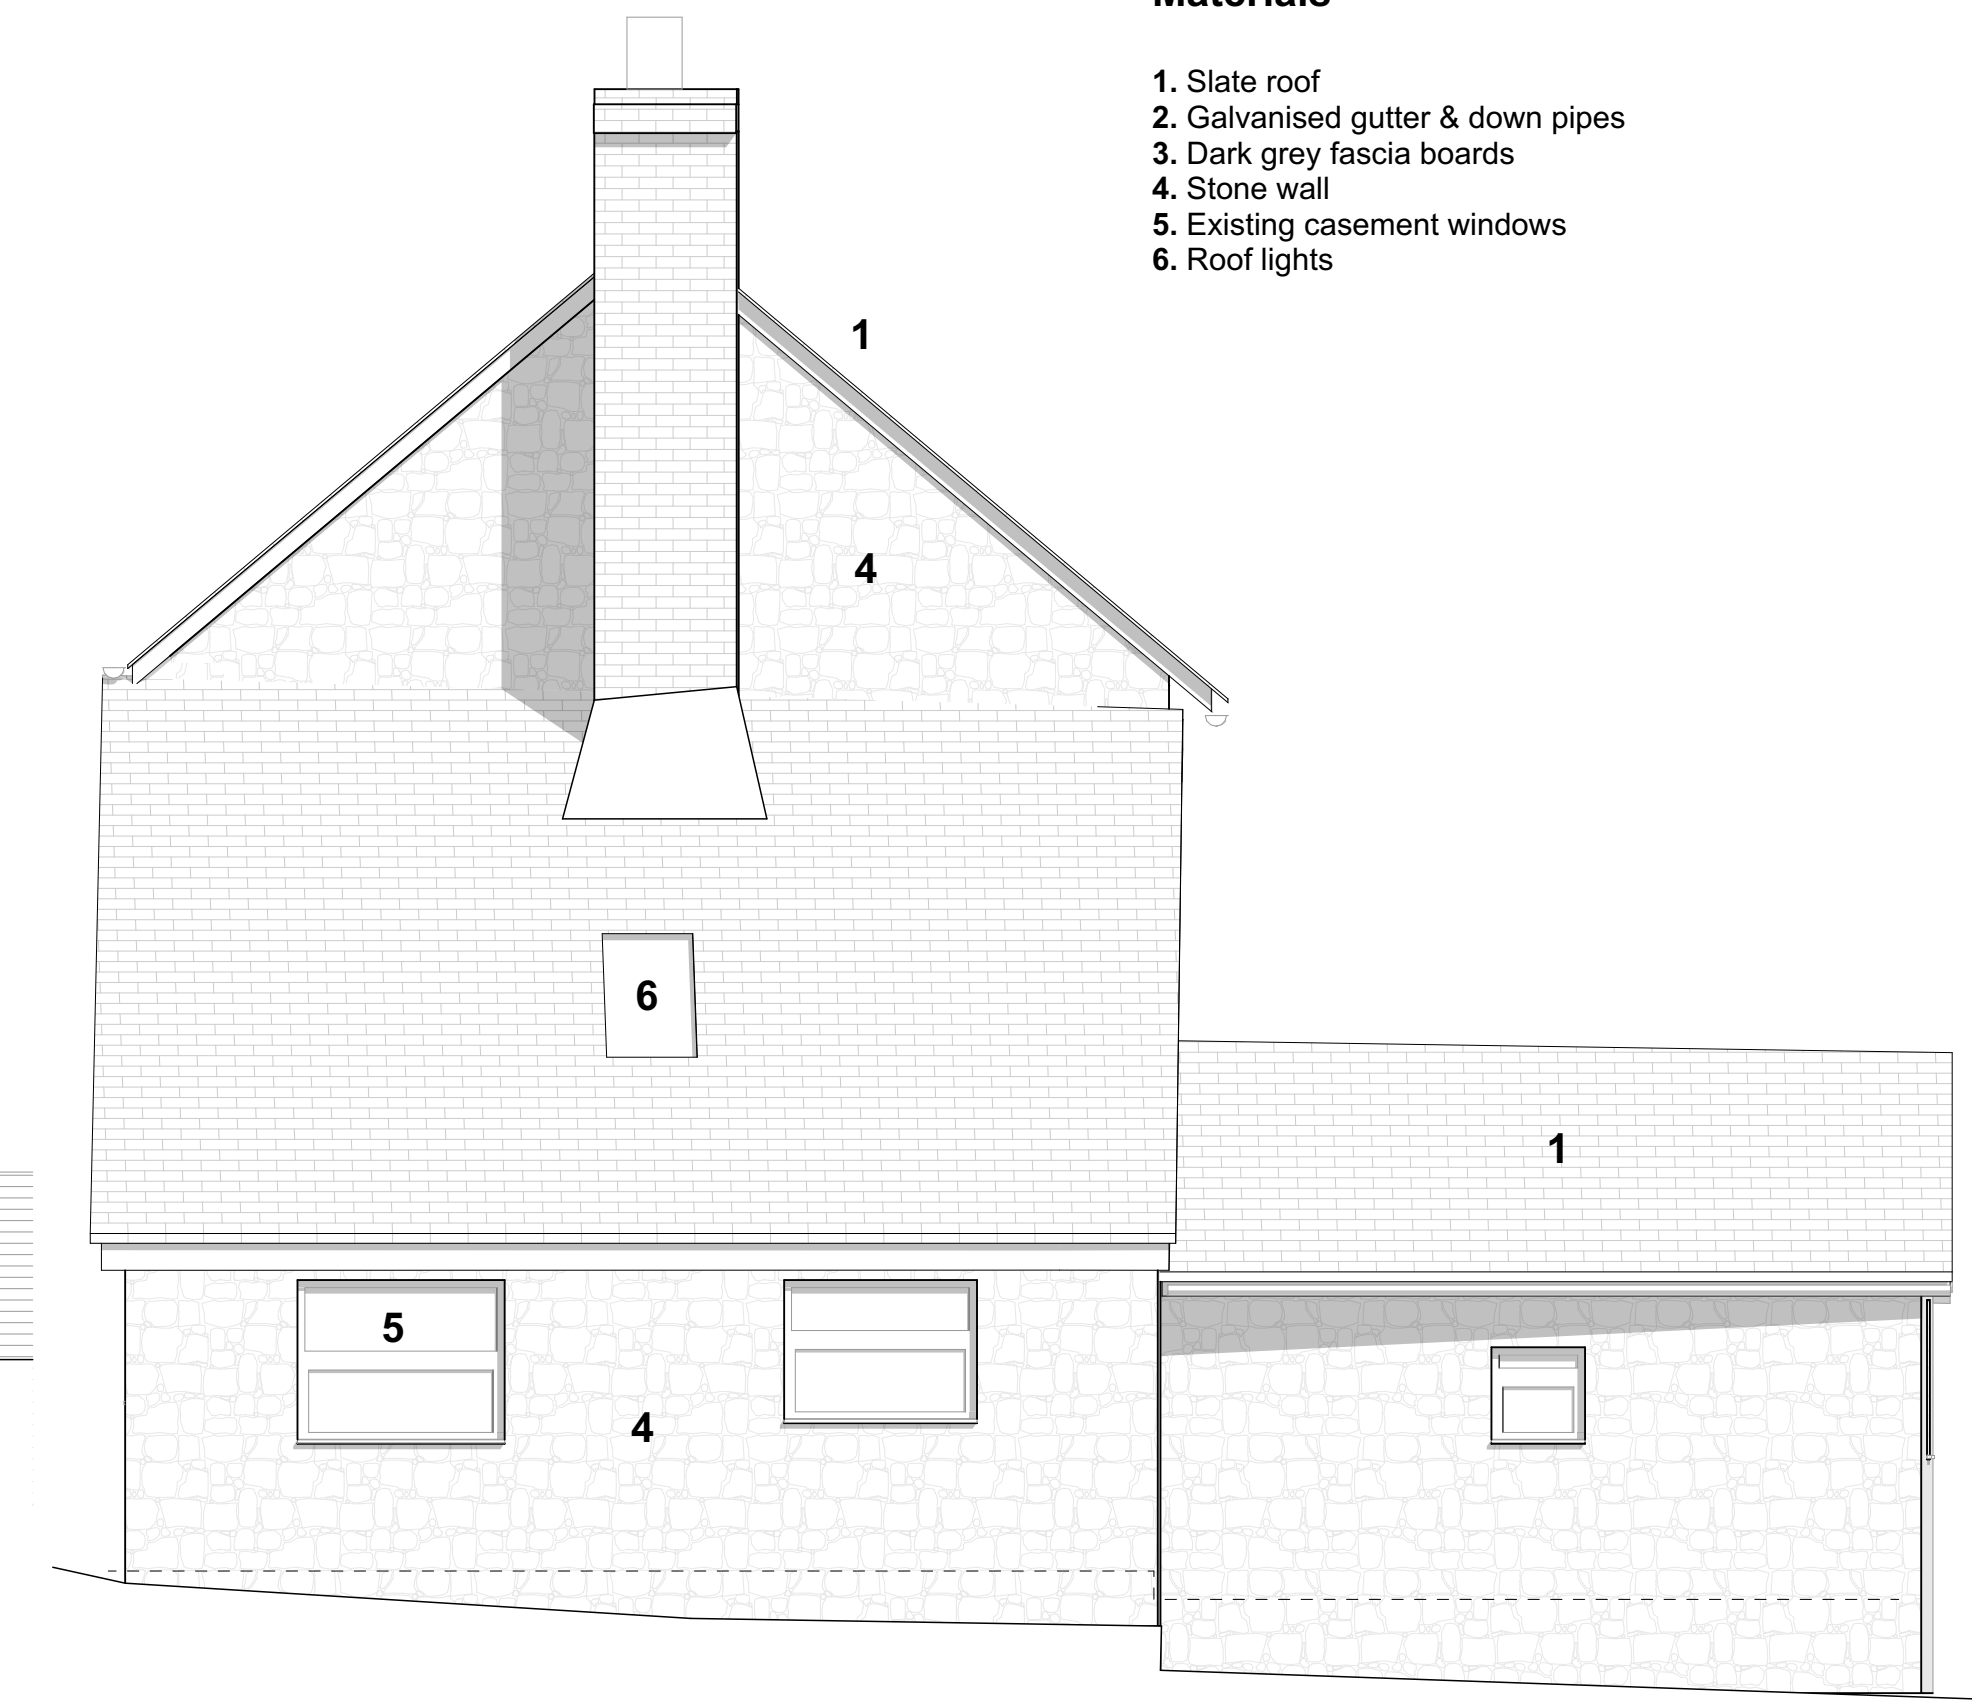 Materials
1. Slate roof
2. Galvanised gutter & down pipes
3. Dark grey fascia boards
4. Stone wall
5. Existing casement windows
6. Roof lights
1
4
6
1
5
4